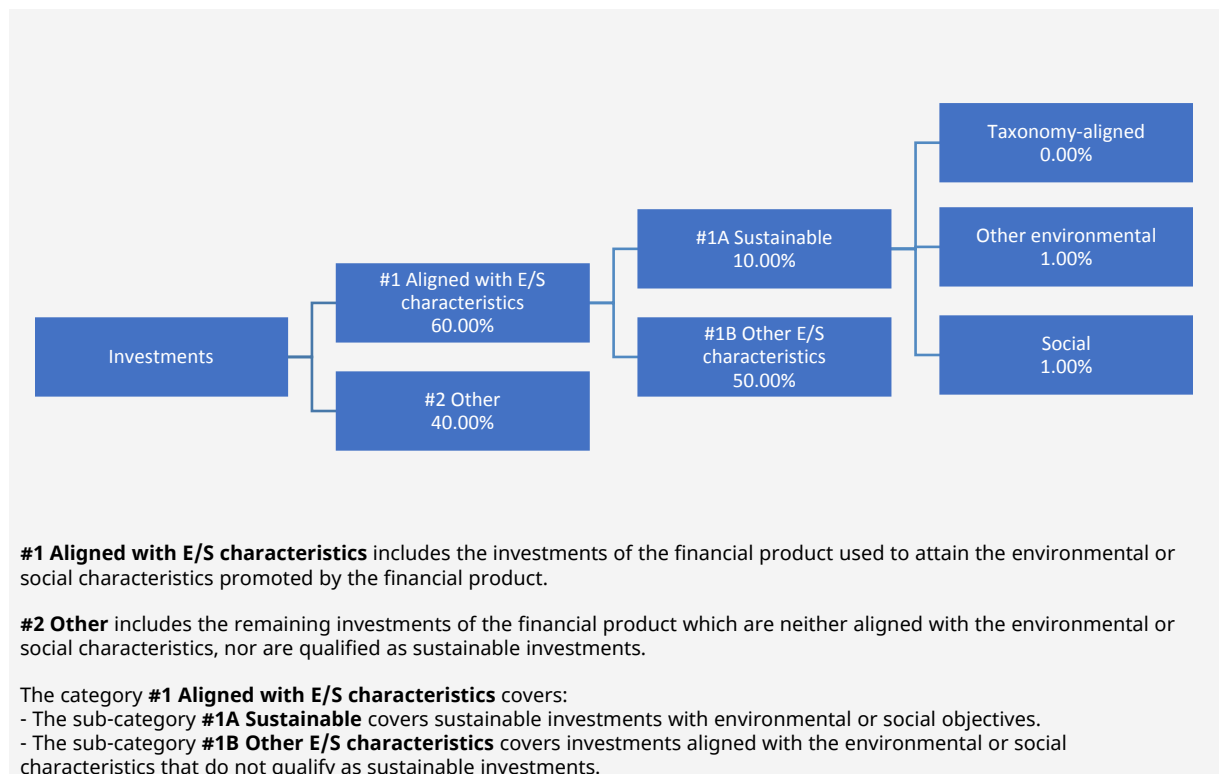 Investments
#1 Aligned with E/S
characteristics
60.00%
#2 Other
40.00%
#1A Sustainable
10.00%
#1B Other E/S
characteristics
50.00%
Taxonomy-aligned
0.00%
Other environmental
1.00%
Social
1.00%
#1 Aligned with E/S characteristics includes the investments of the financial product used to attain the environmental or
social characteristics promoted by the financial product.
#2 Other includes the remaining investments of the financial product which are neither aligned with the environmental or
social characteristics, nor are qualified as sustainable investments.
The category #1 Aligned with E/S characteristics covers:
- The sub-category #1A Sustainable covers sustainable investments with environmental or social objectives.
- The sub-category #1B Other E/S characteristics covers investments aligned with the environmental or social
characteristics that do not qualify as sustainable investments.